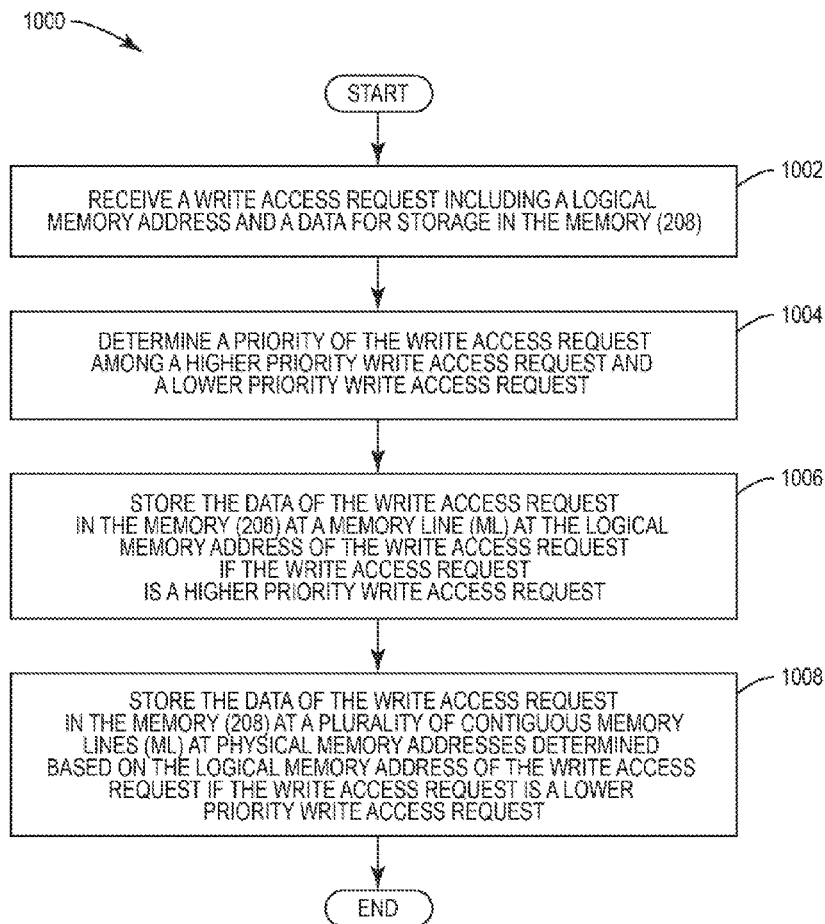 1000
START
1002
RECEIVE A WRITE ACCESS REQUEST INCLUDING A LOGICAL
MEMORY ADDRESS AND A DATA FOR STORAGE IN THE MEMORY (208)
1004
DETERMINE A PRIORITY OF THE WRITE ACCESS REQUEST
AMONG A HIGHER PRIORITY WRITE ACCESS REQUEST AND
A LOWER PRIORITY WRITE ACCESS REQUEST
1006
STORE THE DATA OF THE WRITE ACCESS REQUEST
IN THE MEMORY (206) AT A MEMORY LINE (ML) AT THE LOGICAL
MEMORY ADDRESS OF THE WRITE ACCESS REQUEST
IF THE WRITE ACCESS REQUEST
IS A HIGHER PRIORITY WRITE ACCESS REQUEST
1008
STORE THE DATA OF THE WRITE ACCESS REQUEST
IN THE MEMORY (208) AT A PLURALITY OF CONTIGUOUS MEMORY
LINES (ML) AT PHYSICAL MEMORY ADDRESSES DETERMINED
BASED ON THE LOGICAL MEMORY ADDRESS OF THE WRITE ACCESS
REQUEST IF THE WRITE ACCESS REQUEST IS A LOWER
PRIORITY WRITE ACCESS REQUEST
END